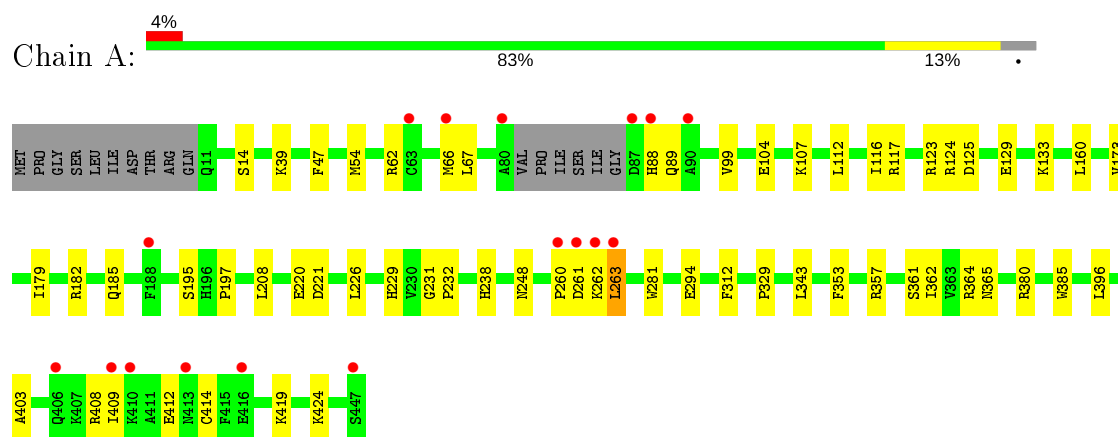 4%
Chain A:
83% 13% •
MET PRO GLY SER LEU ILE ASP THR ARG GLN Q11 S14 K39 F47 M54 R62 C63 M66 L67 A80 VAL PRO ILE SER ILE GLY D87 H88 Q89 A90 V99 E104 K107 L112 I116 R117 R123 R124 D125 E129 K133 L160
I179 R182 Q185 F188 S195 H196 P197 L208 E220 D221 L226 H229 V230 G231 P232 H238 N248 P260 D261 K262 L263 W281 E294 F312 P329 L343 F353 R357 S361 I362 V363 R364 N365 R380 W385 L396
A403 Q406 K407 R408 I409 K410 A411 E412 N413 C414 F415 E416 K419 K424 S447